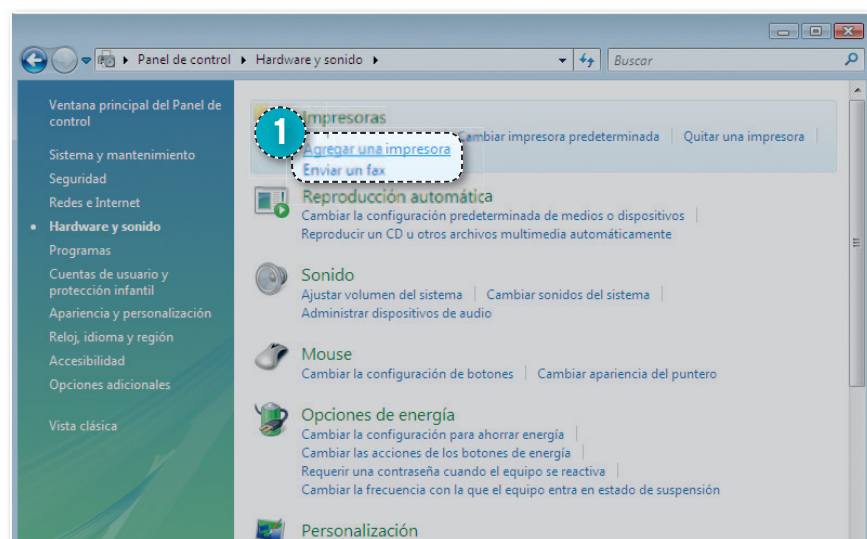 Panel de control Hardware y sonido Buscar
Ventana principal del Panel de
control
Sistema y mantenimiento
Seguridad
Redes e Internet
Hardware y sonido
Programas
Cuentas de usuario y
protección infantil
Apariencia y personalización
Reloj, idioma y región
Accesibilidad
Opciones adicionales
Vista clásica
1
Impresoras
Agregar una impresora Cambiar impresora predeterminada Quitar una impresora
Enviar un fax
Reproducción automática
Cambiar la configuración predeterminada de medios o dispositivos
Reproducir un CD u otros archivos multimedia automáticamente
Sonido
Ajustar volumen del sistema Cambiar sonidos del sistema
Administrar dispositivos de audio
Mouse
Cambiar la configuración de botones Cambiar apariencia del puntero
Opciones de energía
Cambiar la configuración para ahorrar energía
Cambiar las acciones de los botones de energía
Requerir una contraseña cuando el equipo se reactiva
Cambiar la frecuencia con la que el equipo entra en estado de suspensión
Personalización